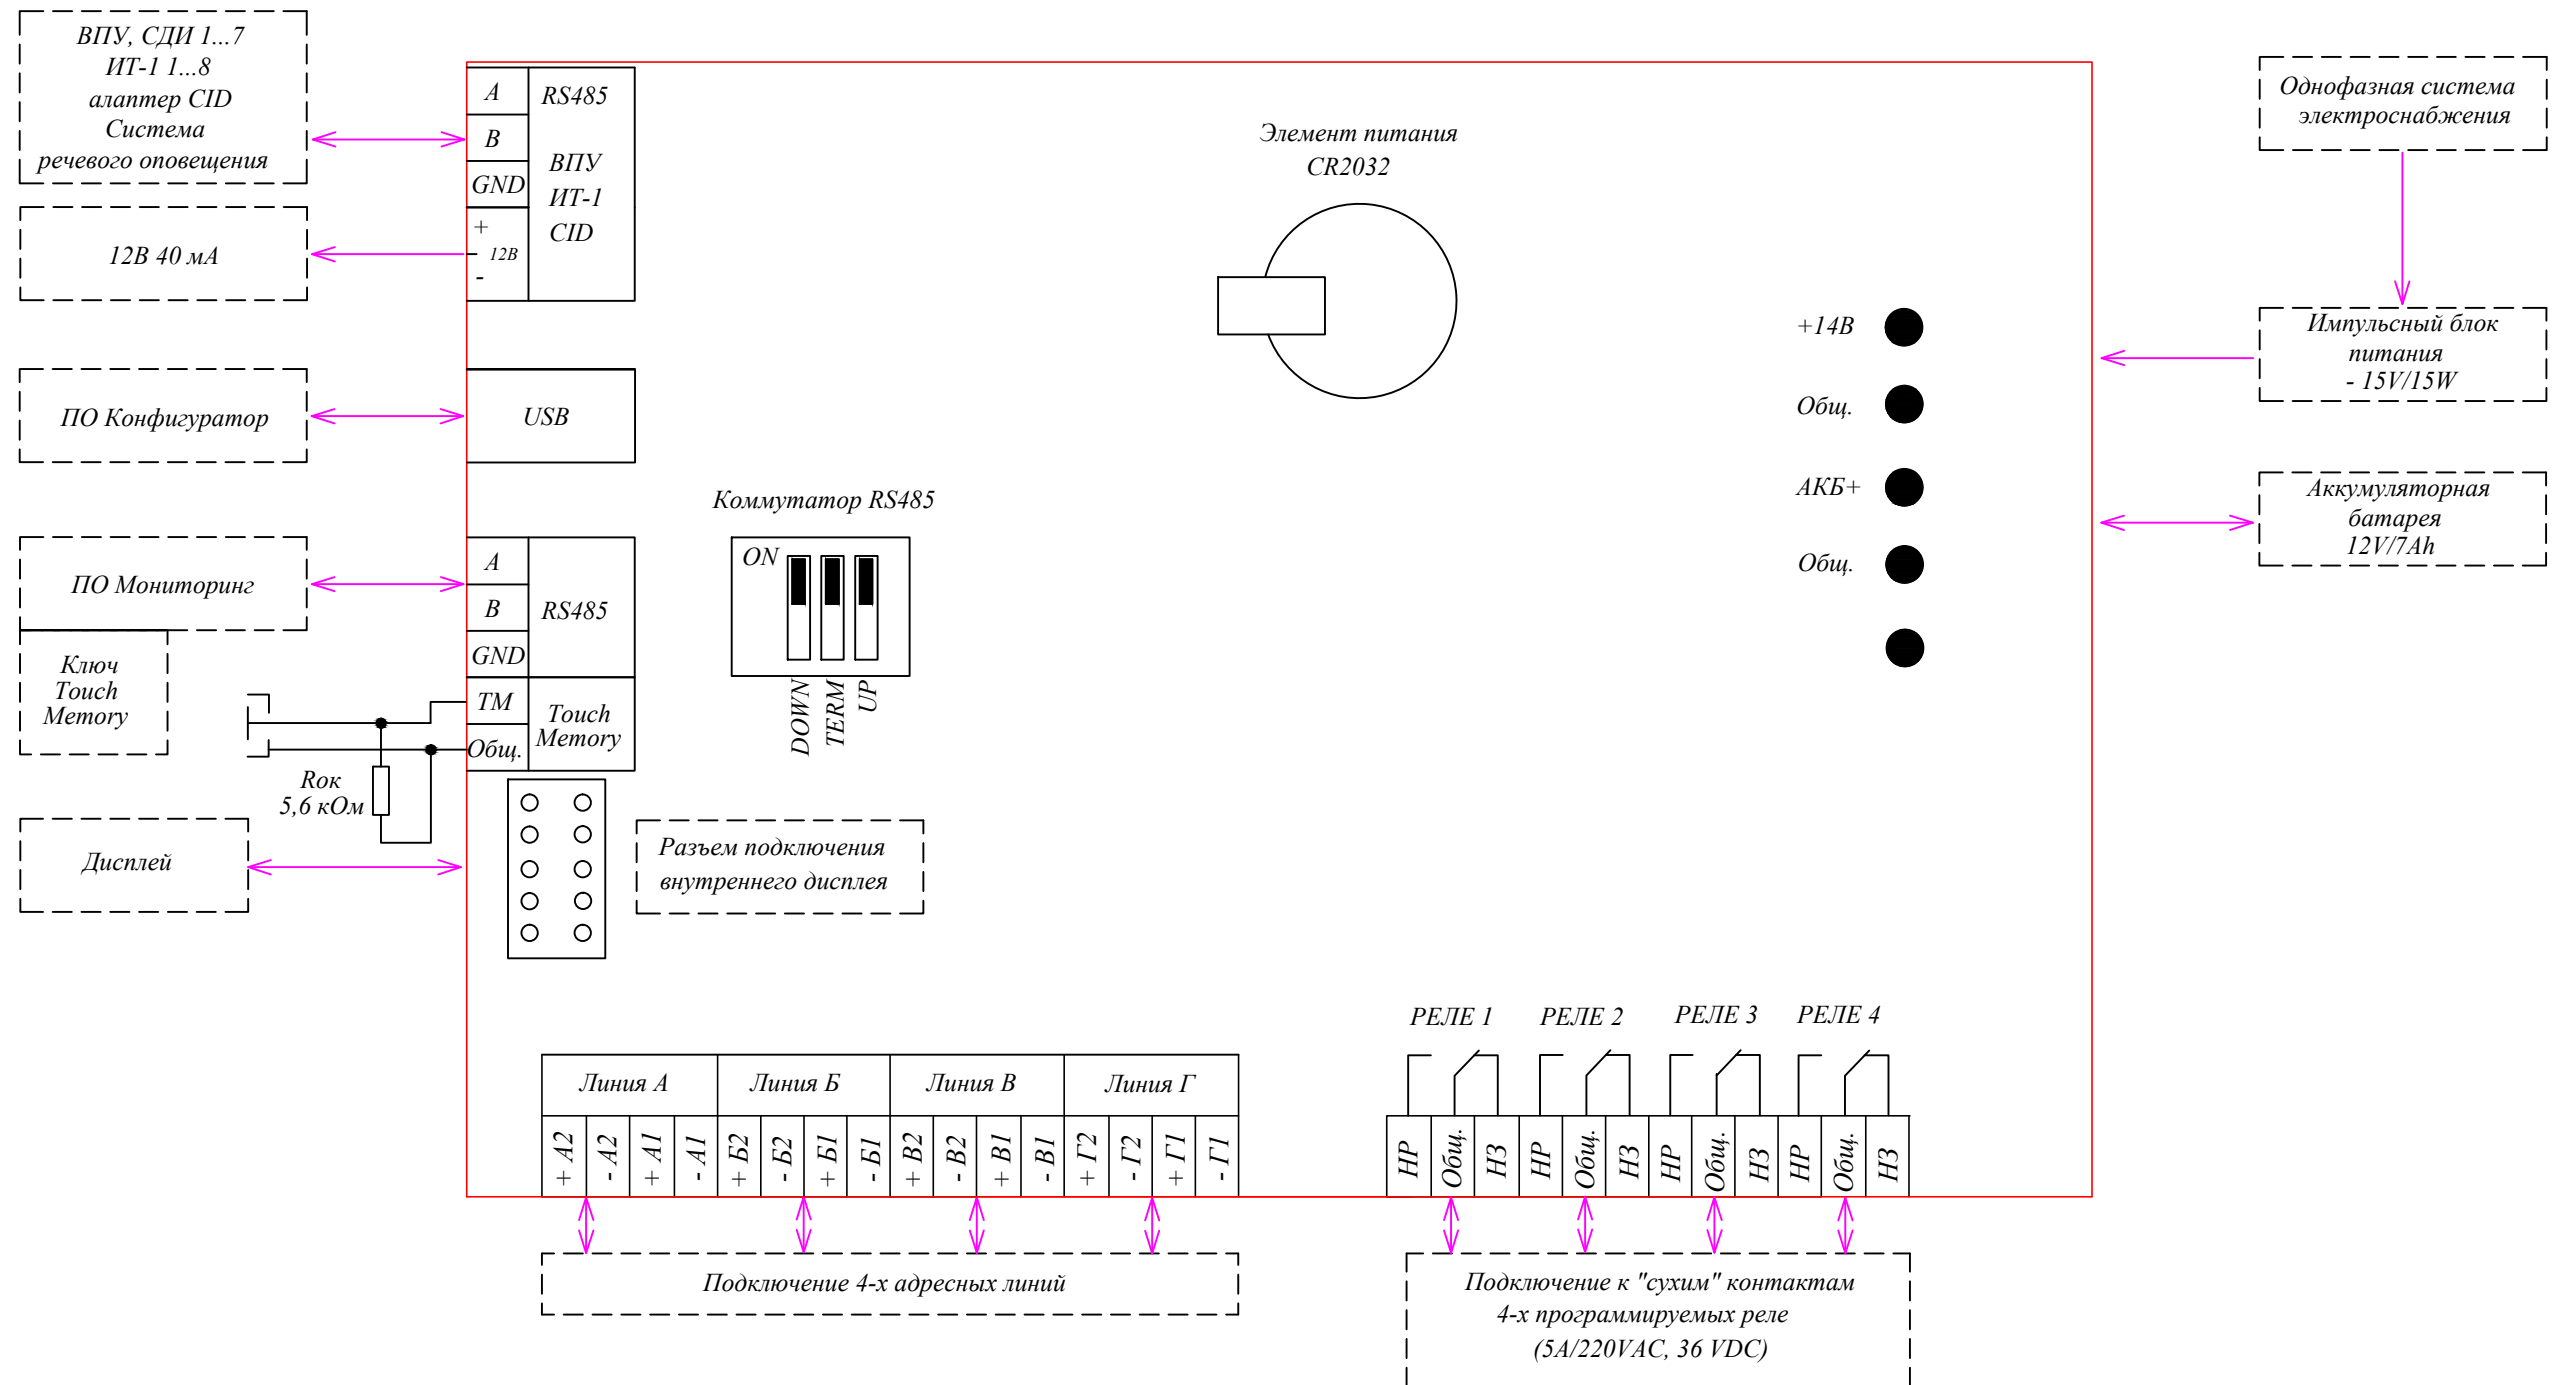 ВПУ, СДИ 1...7
ИТ-1 1...8
алаптер CID
Система
речевого оповещения
12В 40 мА
ПО Конфигуратор
ПО Мониторинг
Ключ
Touch
Memory
Rок
5,6 кОм
Дисплей
A
B
GND
+
12В
-
RS485
ВПУ
ИТ-1
CID
USB
A
B
GND
RS485
TM
Общ.
Touch
Memory
Коммутатор RS485
ON
DOWN
TERM
UP
Разъем подключения
внутреннего дисплея
Элемент питания
CR2032
+14В
Общ.
АКБ+
Общ.
Однофазная система
электроснабжения
Импульсный блок
питания
- 15V/15W
Аккумуляторная
батарея
12V/7Ah
Линия А
Линия Б
Линия В
Линия Г
+ А2
- А2
+ А1
- А1
+ Б2
- Б2
+ Б1
- Б1
+ В2
- В2
+ В1
- В1
+ Г2
- Г2
+ Г1
- Г1
Подключение 4-х адресных линий
РЕЛЕ 1
РЕЛЕ 2
РЕЛЕ 3
РЕЛЕ 4
НР
Общ.
НЗ
НР
Общ.
НЗ
НР
Общ.
НЗ
НР
Общ.
НЗ
Подключение к "сухим" контактам
4-х программируемых реле
(5А/220VAC, 36 VDC)